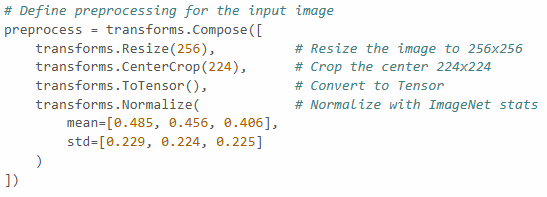 # Define preprocessing for the input image
preprocess = transforms.Compose([
    transforms.Resize(256),          # Resize the image to 256x256
    transforms.CenterCrop(224),      # Crop the center 224x224
    transforms.ToTensor(),           # Convert to Tensor
    transforms.Normalize(            # Normalize with ImageNet stats
        mean=[0.485, 0.456, 0.406],
        std=[0.229, 0.224, 0.225]
    )
])